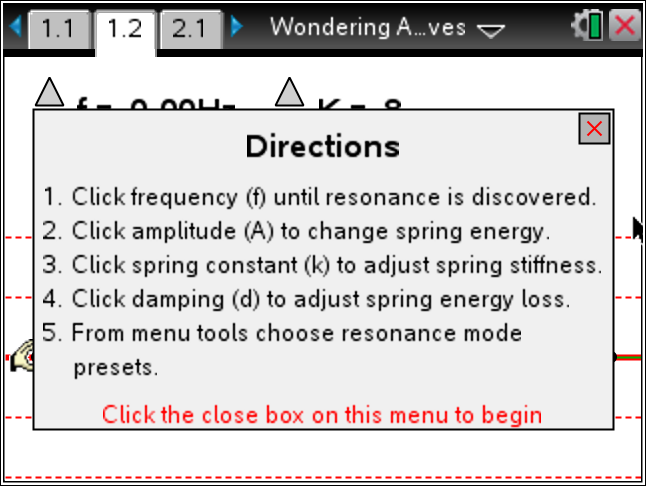 1.1 1.2 2.1 Wondering A...ves
f = 0.00Hz K = 8
Directions
1. Click frequency (f) until resonance is discovered.
2. Click amplitude (A) to change spring energy.
3. Click spring constant (k) to adjust spring stiffness.
4. Click damping (d) to adjust spring energy loss.
5. From menu tools choose resonance mode
presets.
Click the close box on this menu to begin